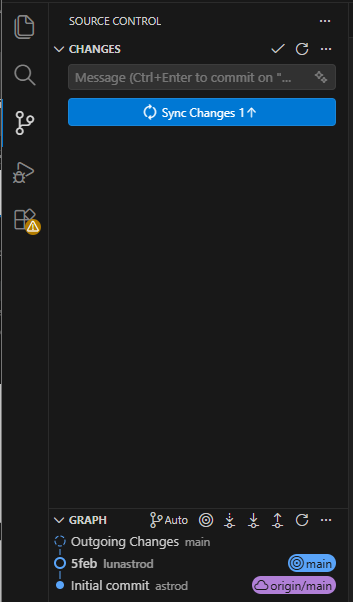 SOURCE CONTROL
CHANGES
Message (Ctrl+Enter to commit on "...
Sync Changes 1↑
GRAPH Auto
Outgoing Changes main
5feb lunastrod main
Initial commit astrod origin/main